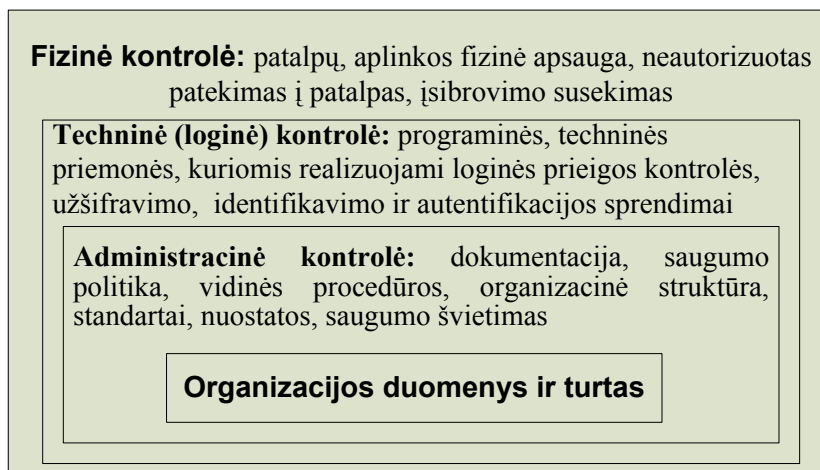 Fizinė kontrolė: patalpų, aplinkos fizinė apsauga, neautorizuotas
patekimas į patalpas, įsibrovimo susekimas
Techninė (loginė) kontrolė: programinės, techninės
priemonės, kuriomis realizuojami loginės prieigos kontrolės,
užšifravimo, identifikavimo ir autentifikacijos sprendimai
Administracinė kontrolė: dokumentacija, saugumo
politika, vidinės procedūros, organizacinė struktūra,
standartai, nuostatos, saugumo švietimas
Organizacijos duomenys ir turtas